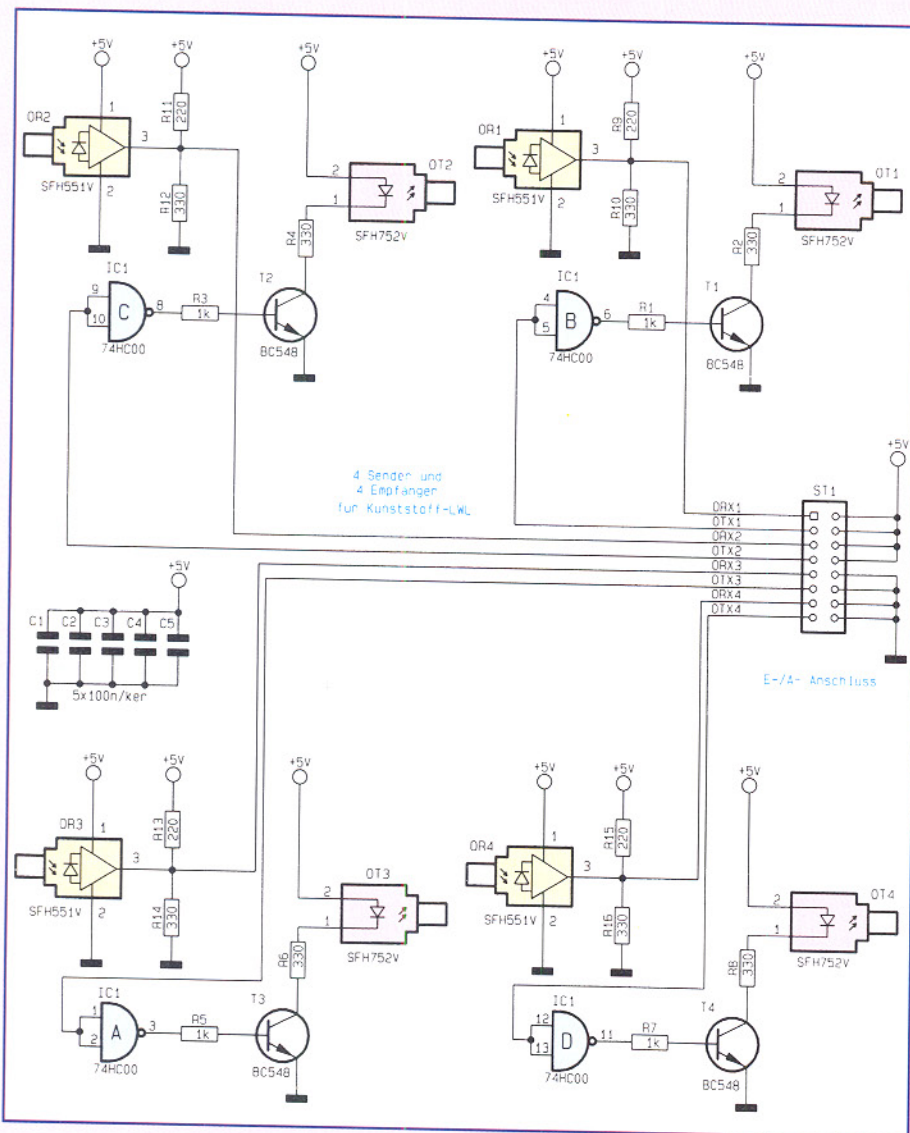 +5V
+5V
+5V
+5V
+5V
+5V
OR2
1
3
2
SFH551V
R11
220
R12
330
OT2
2
1
SFH752V
R4
330
OR1
1
3
2
SFH551V
R9
220
R10
330
OT1
2
1
SFH752V
R2
330
IC1
9
10
C
8
74HC00
R3
1k
T2
BC548
IC1
4
5
B
6
74HC00
R1
1k
T1
BC548
4 Sender und
4 Empfanger
fur Kunststoff-LWL
+5V
ST1
ORX1
OTX1
ORX2
OTX2
ORX3
OTX3
ORX4
OTX4
E-/A- Anschluss
+5V
C1
C2
C3
C4
C5
5x100n/ker
+5V
+5V
+5V
+5V
+5V
+5V
OR3
1
3
2
SFH551V
R13
220
R14
330
OT3
2
1
SFH752V
R6
330
OR4
1
3
2
SFH551V
R15
220
R16
330
OT4
2
1
SFH752V
R8
330
IC1
1
2
A
3
74HC00
R5
1k
T3
BC548
IC1
12
13
D
11
74HC00
R7
1k
T4
BC548